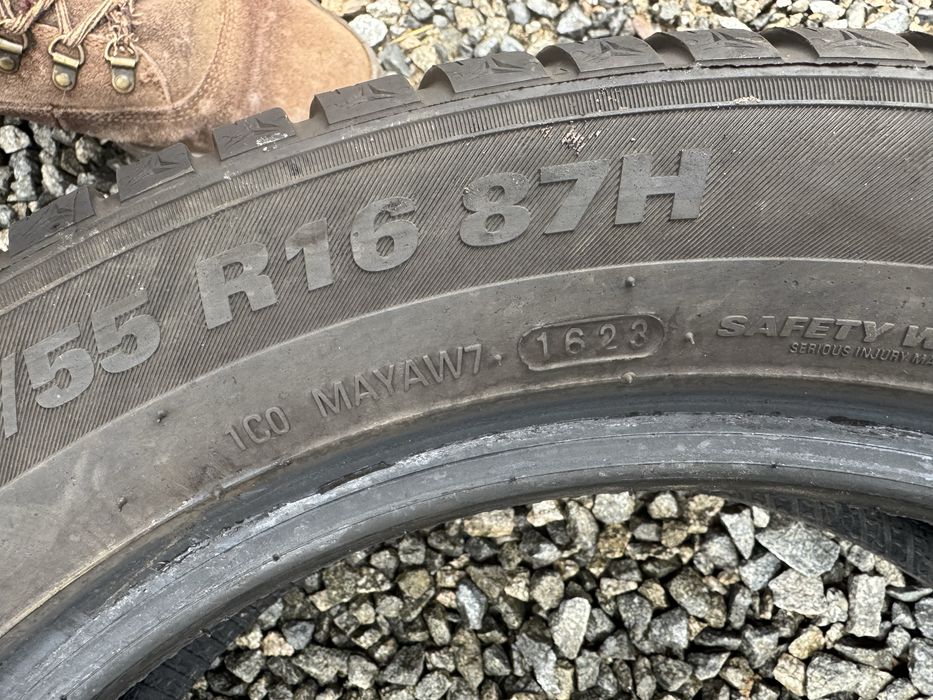 /55 R16 87H
1C0 MAYAW7 1623
SAFETY
SERIOUS INJURY